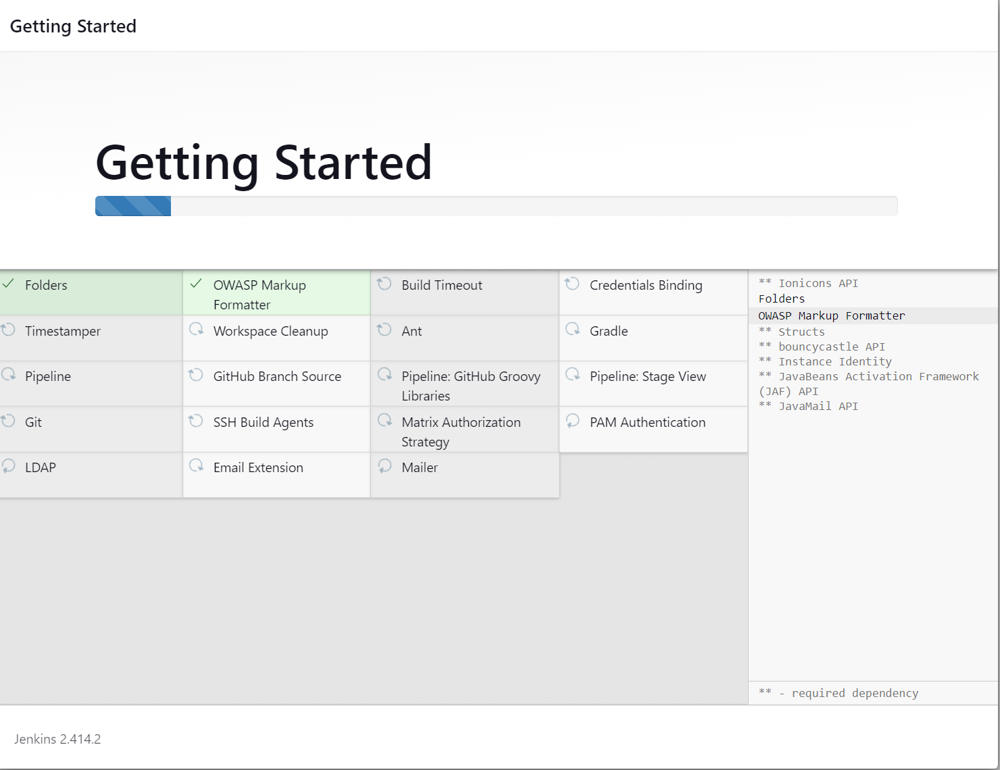 Getting Started
Getting Started
Folders
OWASP Markup
Formatter
Build Timeout
Credentials Binding
Timestamper
Workspace Cleanup
Ant
Gradle
Pipeline
GitHub Branch Source
Pipeline: GitHub Groovy
Libraries
Pipeline: Stage View
Git
SSH Build Agents
Matrix Authorization
Strategy
PAM Authentication
LDAP
Email Extension
Mailer
** Ionicons API
Folders
OWASP Markup Formatter
** Structs
** bouncycastle API
** Instance Identity
** JavaBeans Activation Framework
(JAF) API
** JavaMail API
** - required dependency
Jenkins 2.414.2